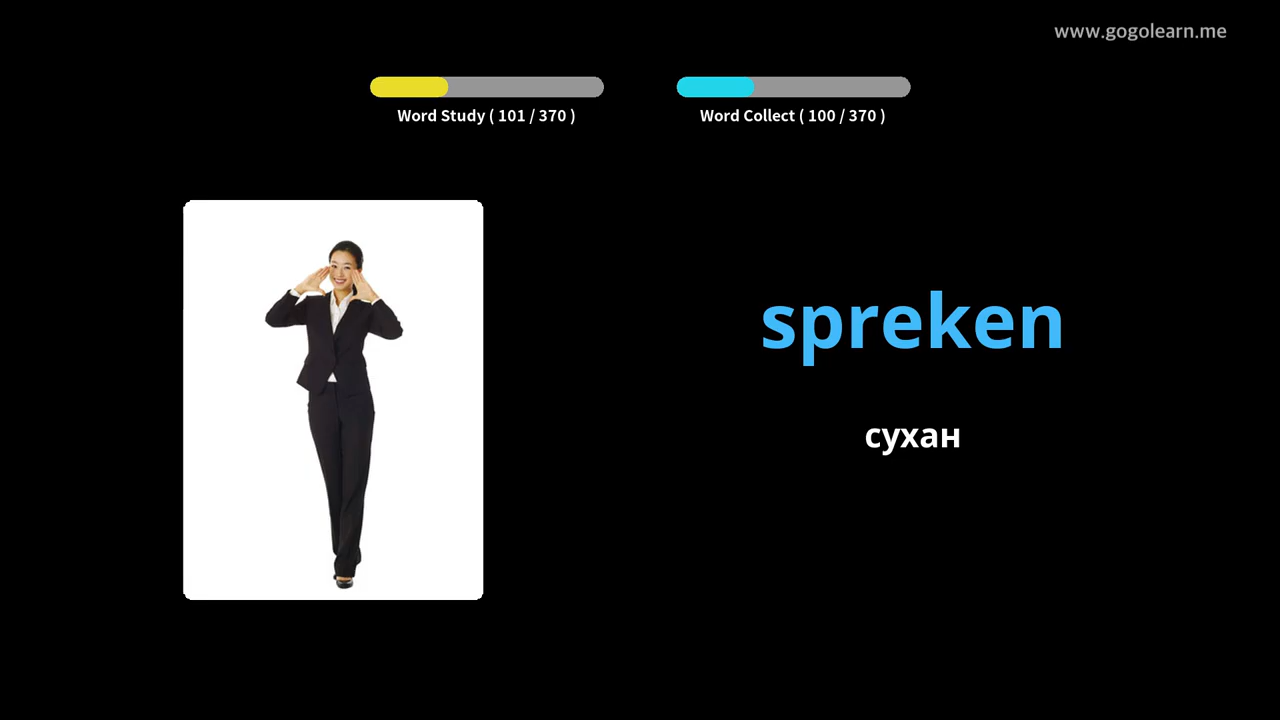 www.gogolearn.me
Word Study ( 101 / 370 )
Word Collect ( 100 / 370 )
spreken
сухан